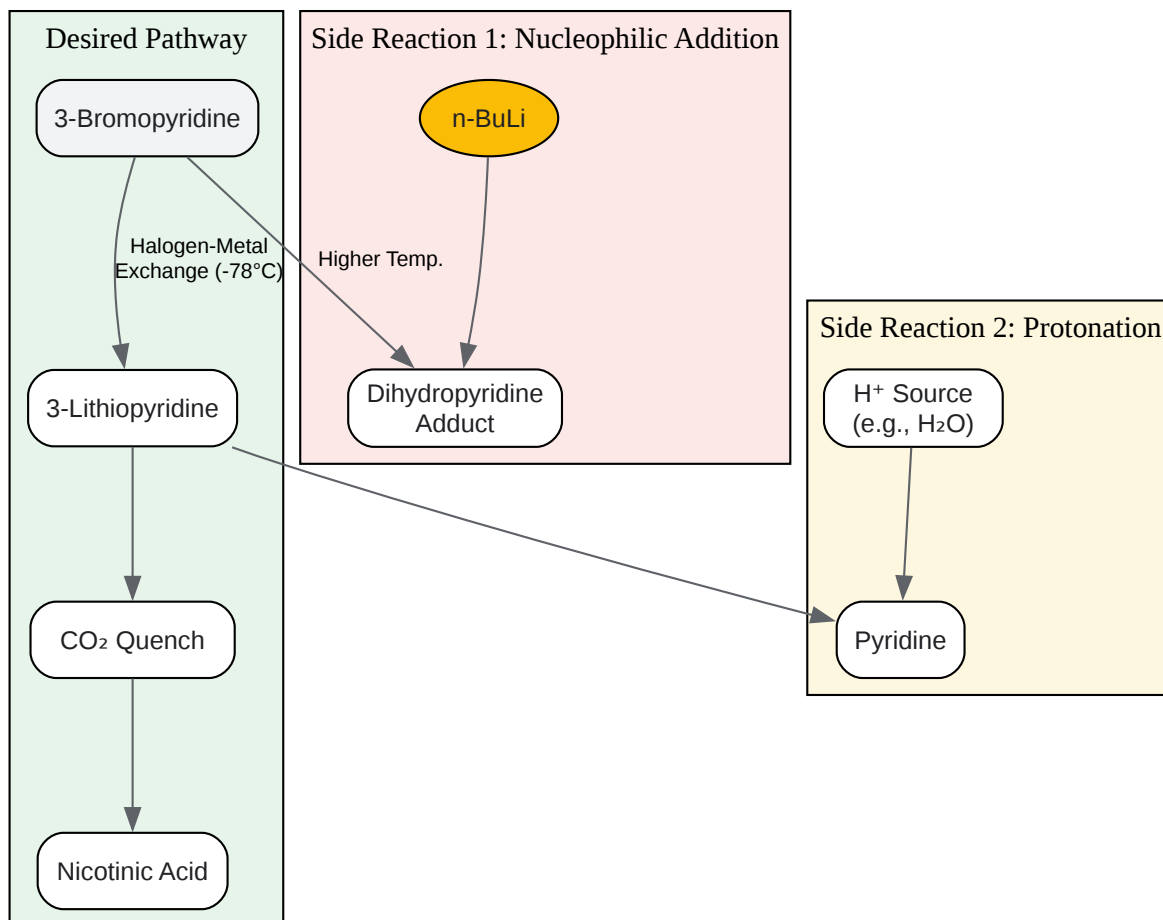 Desired Pathway
Side Reaction 1: Nucleophilic Addition
3-Bromopyridine
n-BuLi
Halogen-Metal
Exchange (-78°C)
Higher Temp.
Side Reaction 2: Protonation
3-Lithiopyridine
Dihydropyridine
Adduct
H⁺ Source
(e.g., H₂O)
CO₂ Quench
Pyridine
Nicotinic Acid